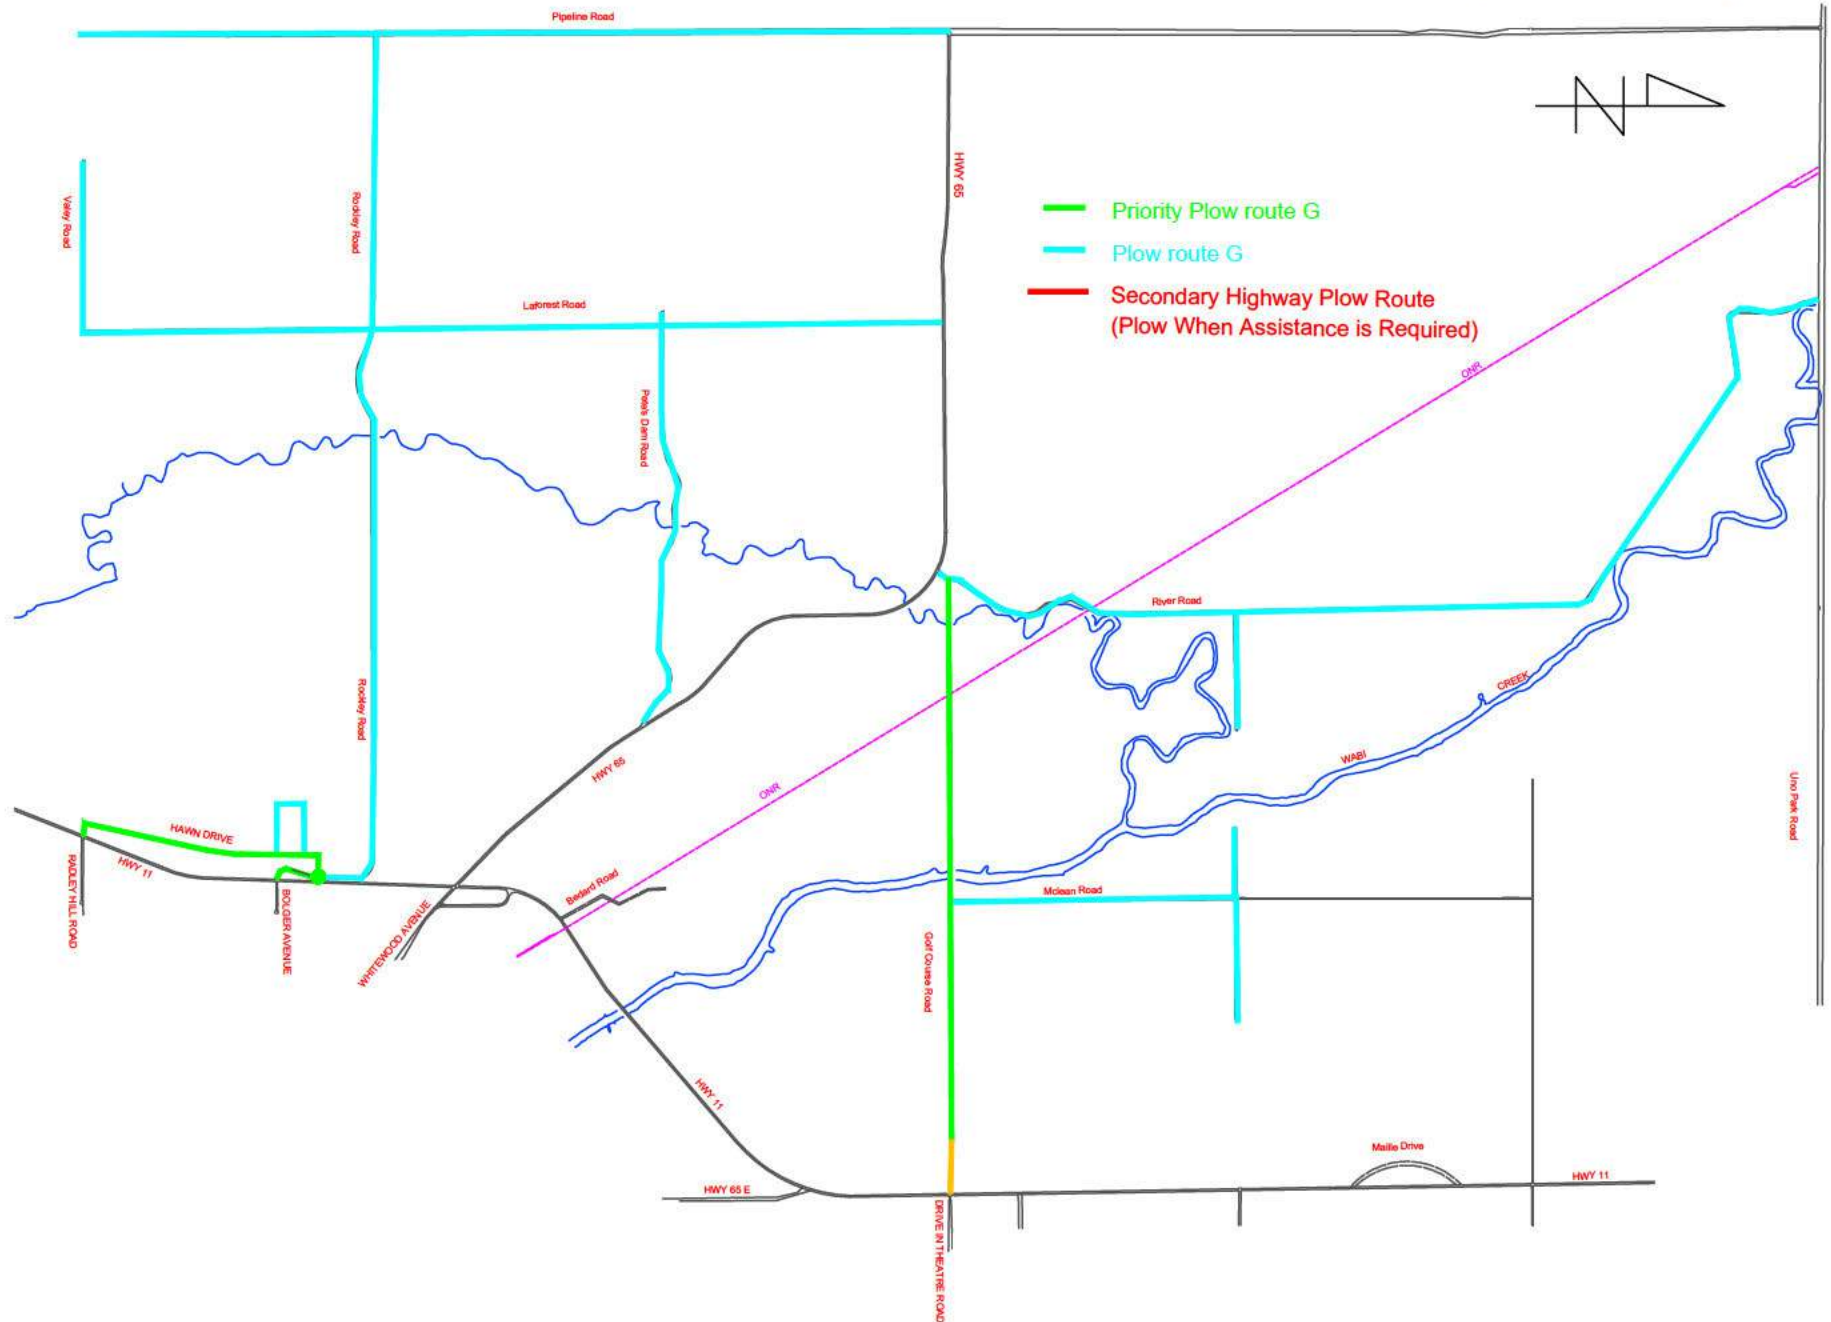 Pipeline Road
HWY 65
Valley Road
Rockley Road
Priority Plow route G
Plow route G
Secondary Highway Plow Route
(Plow When Assistance is Required)
Laforest Road
ONR
Pete's Dam Road
River Road
Rockley Road
CREEK
WABI
HWY 65
ONR
Uno Park Road
HAWN DRIVE
HWY 11
RADLEY HILL ROAD
BOLGER AVENUE
WHITEWOOD AVENUE
Bedard Road
Mclean Road
Golf Course Road
HWY 11
Maille Drive
HWY 11
HWY 65 E
DRIVE IN THEATRE ROAD
N